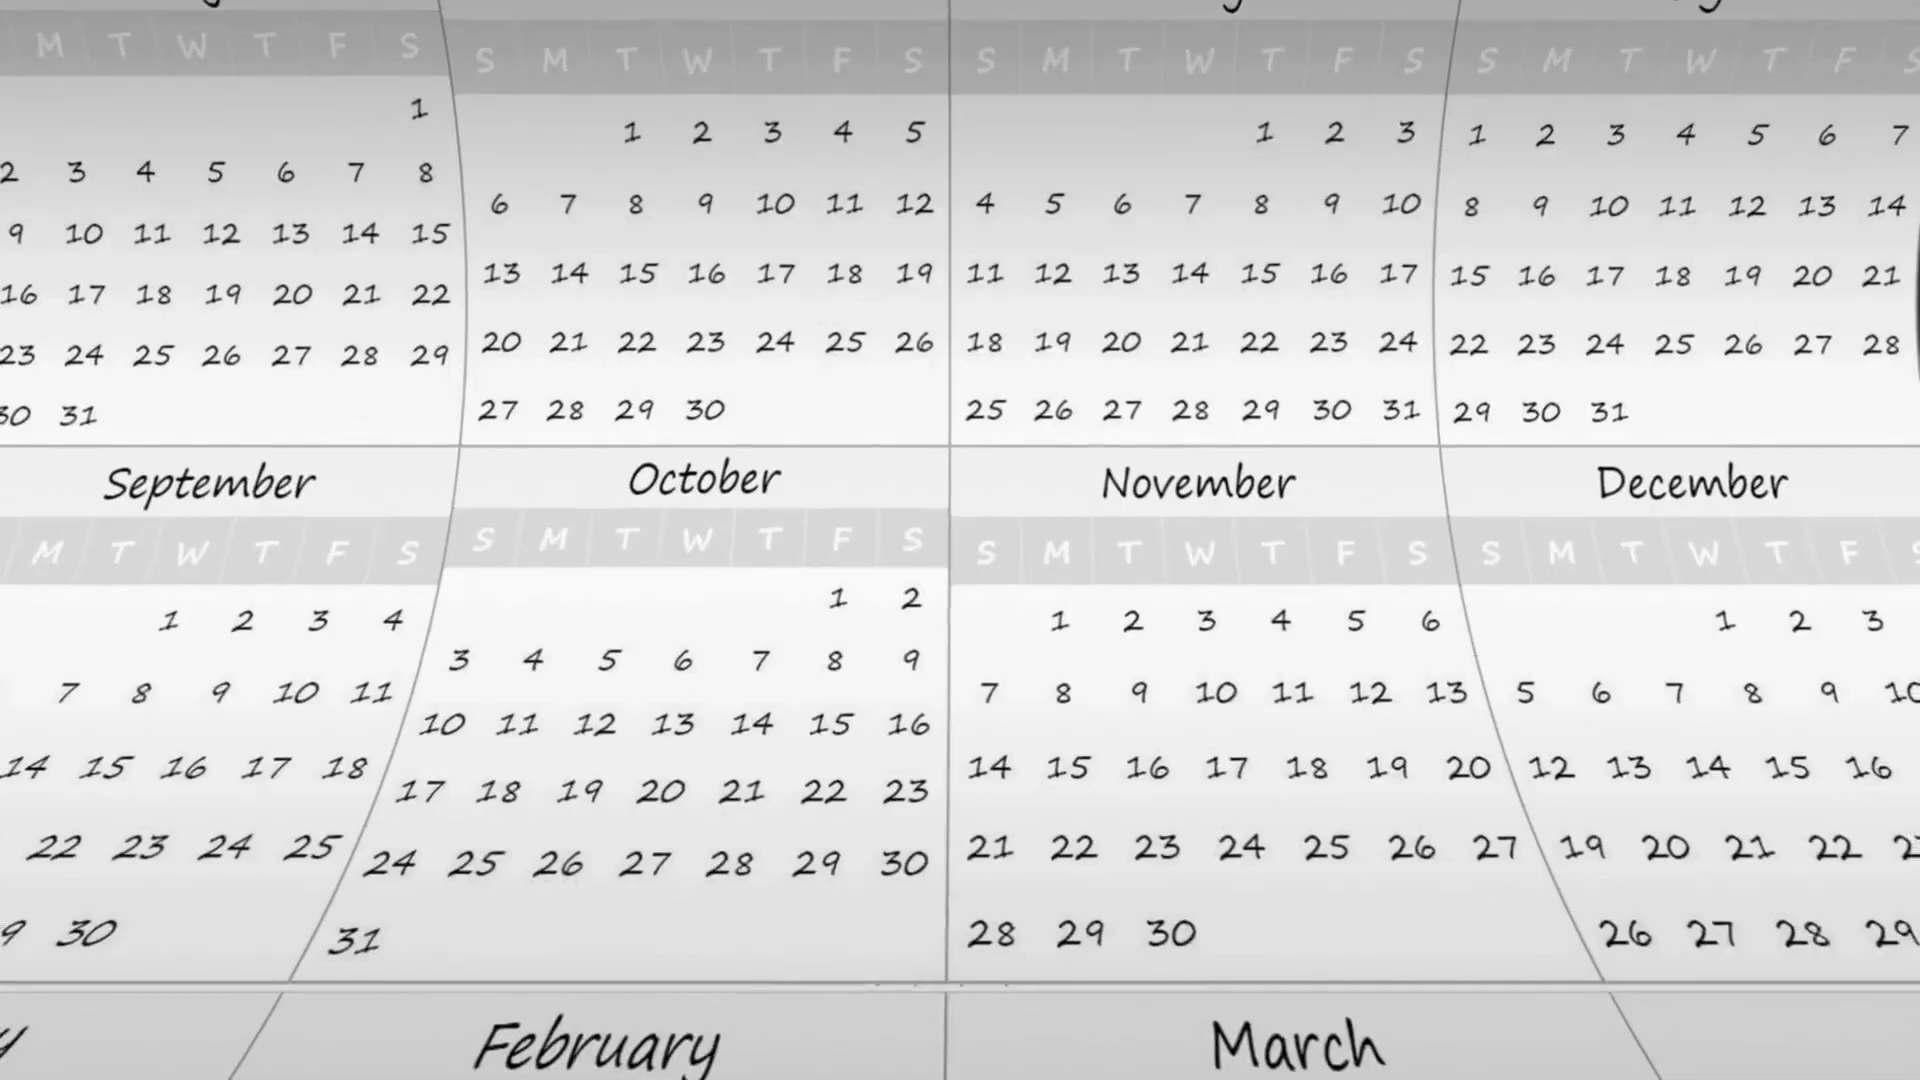 M T W T F S
1
2 3 4 5 6 7 8
9 10 11 12 13 14 15
16 17 18 19 20 21 22
23 24 25 26 27 28 29
30 31
S M T W T F S
1 2 3 4 5
6 7 8 9 10 11 12
13 14 15 16 17 18 19
20 21 22 23 24 25 26
27 28 29 30
S M T W T F S
1 2 3
4 5 6 7 8 9 10
11 12 13 14 15 16 17
18 19 20 21 22 23 24
25 26 27 28 29 30 31
S M T W T F S
1 2 3 4 5 6 7
8 9 10 11 12 13 14
15 16 17 18 19 20 21
22 23 24 25 26 27 28
29 30 31
September
M T W T F S
1 2 3 4
7 8 9 10 11
14 15 16 17 18
22 23 24 25
9 30
October
S M T W T F S
1 2
3 4 5 6 7 8 9
10 11 12 13 14 15 16
17 18 19 20 21 22 23
24 25 26 27 28 29 30
31
November
S M T W T F S
1 2 3 4 5 6
7 8 9 10 11 12 13
14 15 16 17 18 19 20
21 22 23 24 25 26 27
28 29 30
December
S M T W T F S
1 2 3
5 6 7 8 9 10
12 13 14 15 16
19 20 21 22
26 27 28 29
February
March